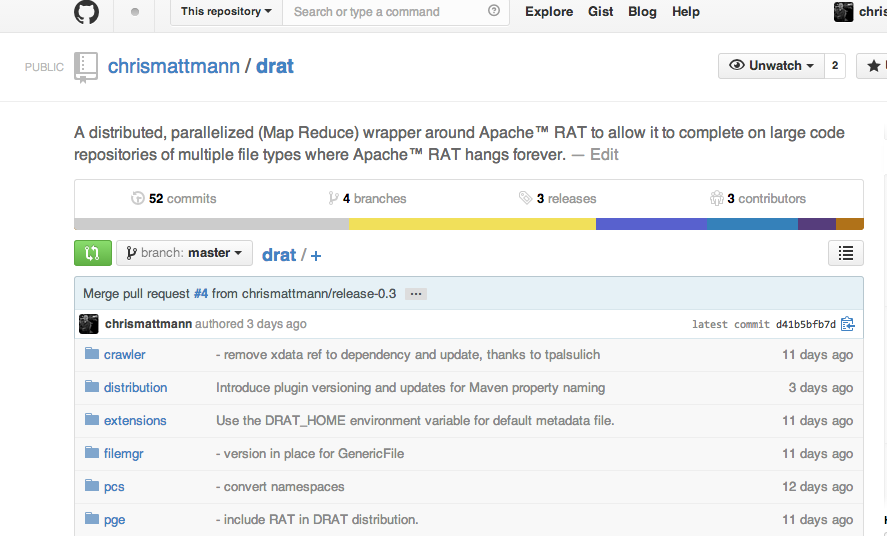 This repository Search or type a command Explore Gist Blog Help
PUBLIC chrismattmann / drat Unwatch 2
A distributed, parallelized (Map Reduce) wrapper around Apache™ RAT to allow it to complete on large code
repositories of multiple file types where Apache™ RAT hangs forever. — Edit
52 commits 4 branches 3 releases 3 contributors
branch: master drat / +
Merge pull request #4 from chrismattmann/release-0.3 ...
chrismattmann authored 3 days ago latest commit d41b5bfb7d
crawler - remove xdata ref to dependency and update, thanks to tpalsulich 11 days ago
distribution Introduce plugin versioning and updates for Maven property naming 3 days ago
extensions Use the DRAT_HOME environment variable for default metadata file. 11 days ago
filemgr - version in place for GenericFile 11 days ago
pcs - convert namespaces 12 days ago
pge - include RAT in DRAT distribution. 11 days ago